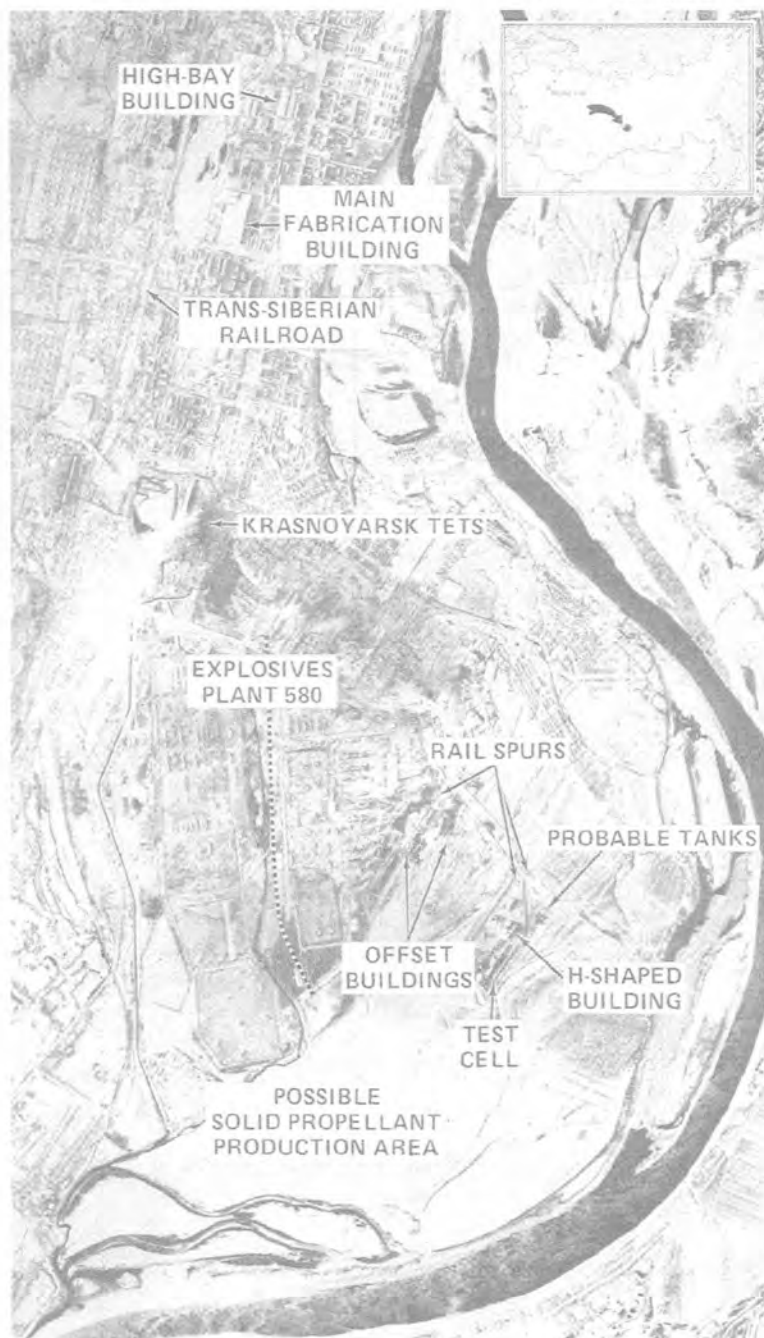 HIGH-BAY
BUILDING
MAIN
FABRICATION
BUILDING
TRANS-SIBERIAN
RAILROAD
KRASNOYARSK TETS
EXPLOSIVES
PLANT 580
RAIL SPURS
PROBABLE TANKS
OFFSET
BUILDINGS
H-SHAPED
BUILDING
TEST
CELL
POSSIBLE
SOLID PROPELLANT
PRODUCTION AREA